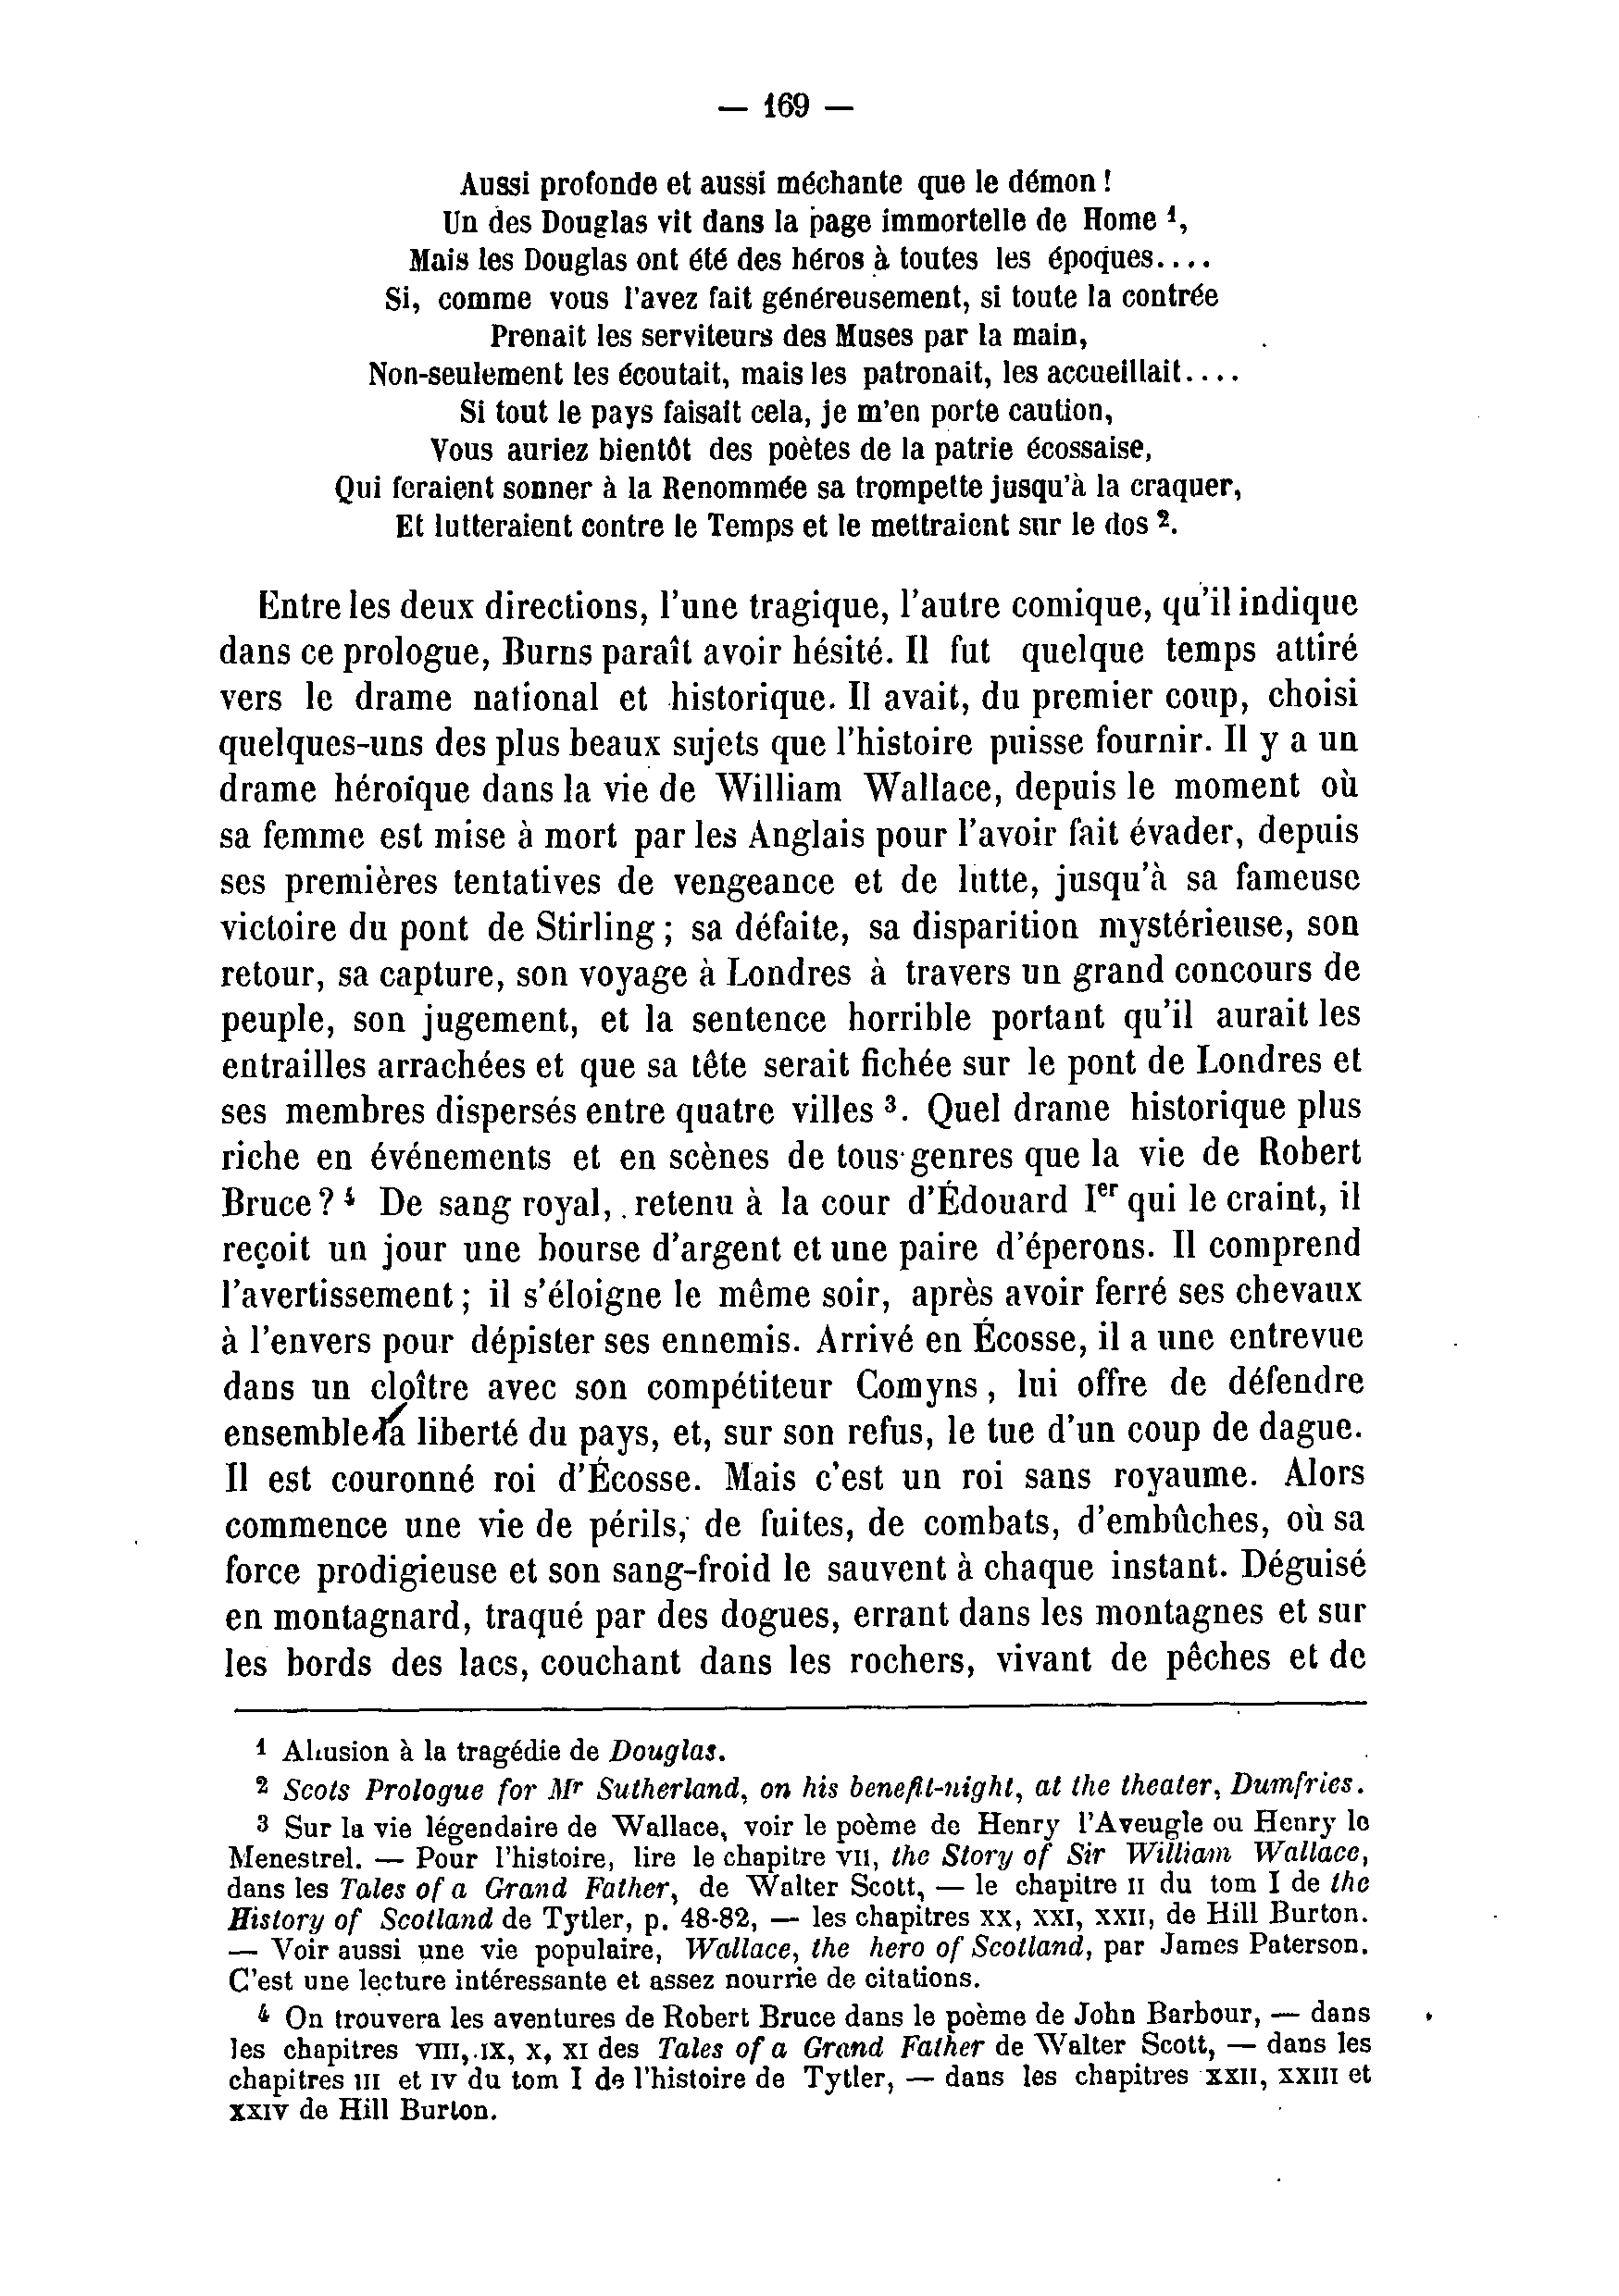 — 169 —
Aussi profonde et aussi méchante que le démon !
Un des Douglas vit dans la page immortelle de Home ¹,
Mais les Douglas ont été des héros à toutes les époques....
Si, comme vous l'avez fait généreusement, si toute la contrée
Prenait les serviteurs des Muses par la main,
Non-seulement les écoutait, mais les patronait, les accueillait....
Si tout le pays faisait cela, je m'en porte caution,
Vous auriez bientôt des poètes de la patrie écossaise,
Qui feraient sonner à la Renommée sa trompette jusqu'à la craquer,
Et lutteraient contre le Temps et le mettraient sur le dos ².
Entre les deux directions, l'une tragique, l'autre comique, qu'il indique
dans ce prologue, Burns paraît avoir hésité. Il fut quelque temps attiré
vers le drame national et historique. Il avait, du premier coup, choisi
quelques-uns des plus beaux sujets que l'histoire puisse fournir. Il y a un
drame héroïque dans la vie de William Wallace, depuis le moment où
sa femme est mise à mort par les Anglais pour l'avoir fait évader, depuis
ses premières tentatives de vengeance et de lutte, jusqu'à sa fameuse
victoire du pont de Stirling ; sa défaite, sa disparition mystérieuse, son
retour, sa capture, son voyage à Londres à travers un grand concours de
peuple, son jugement, et la sentence horrible portant qu'il aurait les
entrailles arrachées et que sa tête serait fichée sur le pont de Londres et
ses membres dispersés entre quatre villes ³. Quel drame historique plus
riche en événements et en scènes de tous genres que la vie de Robert
Bruce ? ⁴ De sang royal, retenu à la cour d'Édouard Iᵉʳ qui le craint, il
reçoit un jour une bourse d'argent et une paire d'éperons. Il comprend
l'avertissement ; il s'éloigne le même soir, après avoir ferré ses chevaux
à l'envers pour dépister ses ennemis. Arrivé en Écosse, il a une entrevue
dans un cloître avec son compétiteur Comyns, lui offre de défendre
ensemble la liberté du pays, et, sur son refus, le tue d'un coup de dague.
Il est couronné roi d'Écosse. Mais c'est un roi sans royaume. Alors
commence une vie de périls, de fuites, de combats, d'embûches, où sa
force prodigieuse et son sang-froid le sauvent à chaque instant. Déguisé
en montagnard, traqué par des dogues, errant dans les montagnes et sur
les bords des lacs, couchant dans les rochers, vivant de pêches et de
¹ Allusion à la tragédie de Douglas.
² Scots Prologue for Mʳ Sutherland, on his benefit-night, at the theater, Dumfries.
³ Sur la vie légendaire de Wallace, voir le poème de Henry l'Aveugle ou Henry le
Menestrel. — Pour l'histoire, lire le chapitre VII, the Story of Sir William Wallace,
dans les Tales of a Grand Father, de Walter Scott, — le chapitre II du tom I de the
History of Scotland de Tytler, p. 48-82, — les chapitres XX, XXI, XXII, de Hill Burton.
— Voir aussi une vie populaire, Wallace, the hero of Scotland, par James Paterson.
C'est une lecture intéressante et assez nourrie de citations.
⁴ On trouvera les aventures de Robert Bruce dans le poème de John Barbour, — dans
les chapitres VIII, IX, X, XI des Tales of a Grand Father de Walter Scott, — dans les
chapitres III et IV du tom I de l'histoire de Tytler, — dans les chapitres XXII, XXIII et
XXIV de Hill Burton.